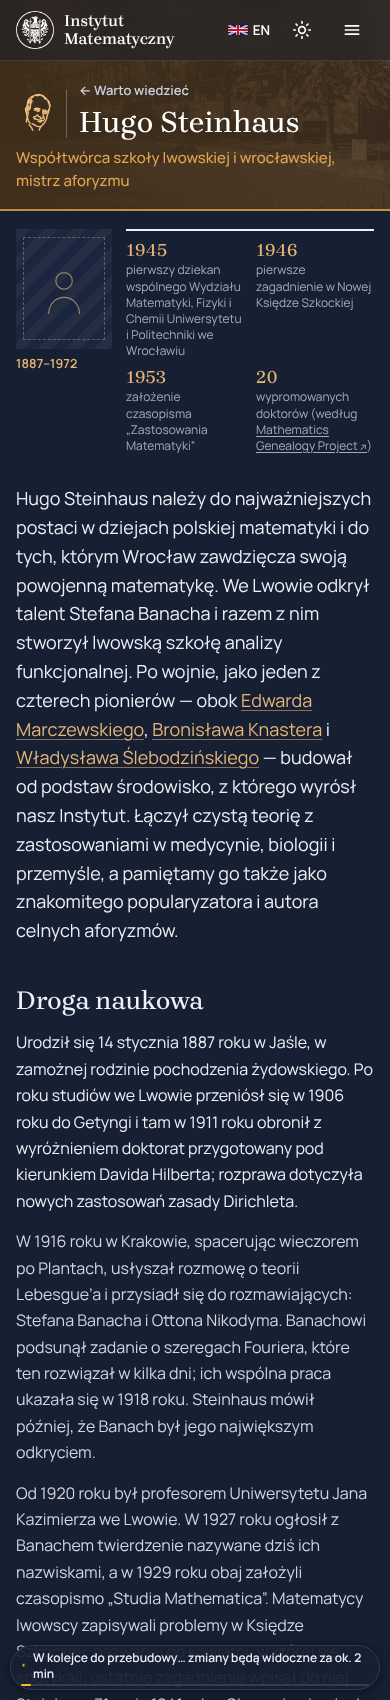 Instytut
Matematyczny
EN
← Warto wiedzieć
Hugo Steinhaus
Współtwórca szkoły lwowskiej i wrocławskiej,
mistrz aforyzmu
1887–1972
1945
pierwszy dziekan
wspólnego Wydziału
Matematyki, Fizyki i
Chemii Uniwersytetu
i Politechniki we
Wrocławiu
1946
pierwsze
zagadnienie w Nowej
Księdze Szkockiej
1953
założenie
czasopisma
„Zastosowania
Matematyki”
20
wypromowanych
doktorów (według
Mathematics
Genealogy Project ↗)
Hugo Steinhaus należy do najważniejszych
postaci w dziejach polskiej matematyki i do
tych, którym Wrocław zawdzięcza swoją
powojenną matematykę. We Lwowie odkrył
talent Stefana Banacha i razem z nim
stworzył lwowską szkołę analizy
funkcjonalnej. Po wojnie, jako jeden z
czterech pionierów — obok Edwarda
Marczewskiego, Bronisława Knastera i
Władysława Ślebodzińskiego — budował
od podstaw środowisko, z którego wyrósł
nasz Instytut. Łączył czystą teorię z
zastosowaniami w medycynie, biologii i
przemyśle, a pamiętamy go także jako
znakomitego popularyzatora i autora
celnych aforyzmów.
Droga naukowa
Urodził się 14 stycznia 1887 roku w Jaśle, w
zamożnej rodzinie pochodzenia żydowskiego. Po
roku studiów we Lwowie przeniósł się w 1906
roku do Getyngi i tam w 1911 roku obronił z
wyróżnieniem doktorat przygotowany pod
kierunkiem Davida Hilberta; rozprawa dotyczyła
nowych zastosowań zasady Dirichleta.
W 1916 roku w Krakowie, spacerując wieczorem
po Plantach, usłyszał rozmowę o teorii
Lebesgue’a i przysiadł się do rozmawiających:
Stefana Banacha i Ottona Nikodyma. Banachowi
podsunął zadanie o szeregach Fouriera, które
ten rozwiązał w kilka dni; ich wspólna praca
ukazała się w 1918 roku. Steinhaus mówił
później, że Banach był jego największym
odkryciem.
Od 1920 roku był profesorem Uniwersytetu Jana
Kazimierza we Lwowie. W 1927 roku ogłosił z
Banachem twierdzenie nazywane dziś ich
nazwiskami, a w 1929 roku obaj założyli
czasopismo „Studia Mathematica”. Matematycy
lwowscy zapisywali problemy w Księdze
W kolejce do przebudowy… zmiany będą widoczne za ok. 2
min